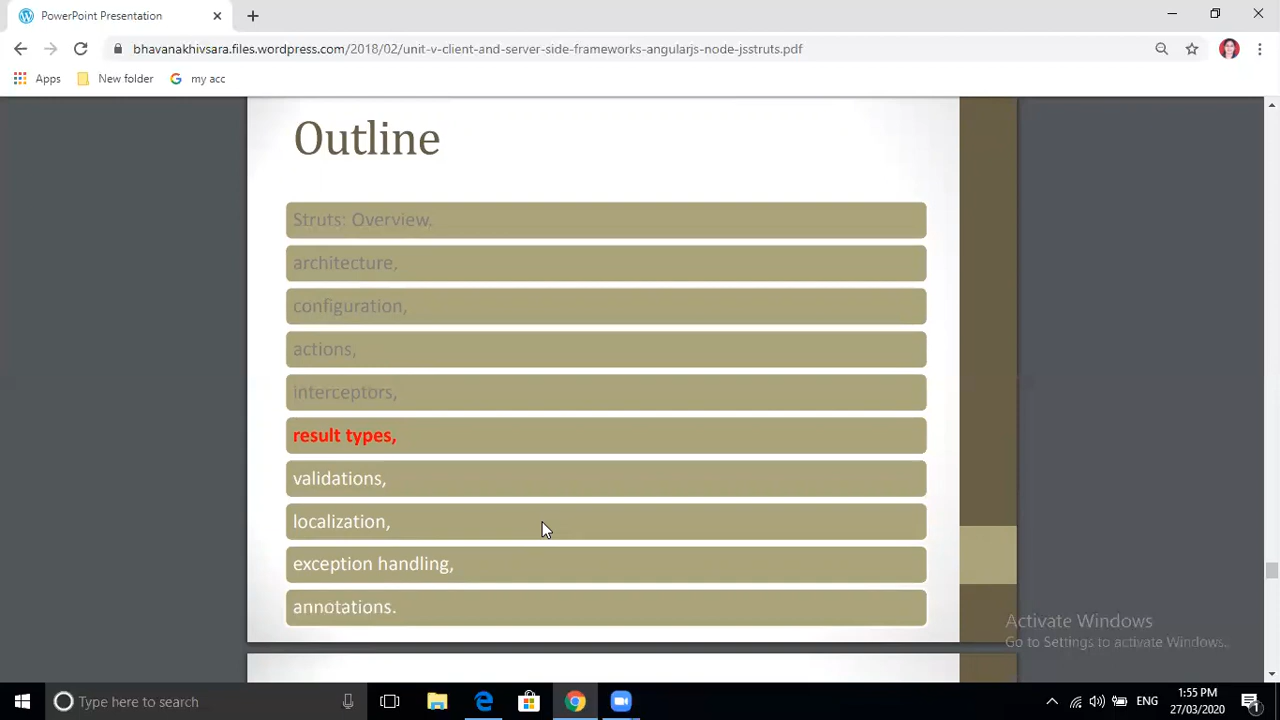 PowerPoint Presentation
bhavanakhivsara.files.wordpress.com/2018/02/unit-v-client-and-server-side-frameworks-angularjs-node-jsstruts.pdf
Apps New folder my acc
Outline
Struts: Overview.
architecture.
configuration,
actions,
interceptors,
result types,
validations,
localization,
exception handling,
annotations.
Activate Windows
Go to Settings to activate Windows.
Type here to search
ENG
1:55 PM
27/03/2020